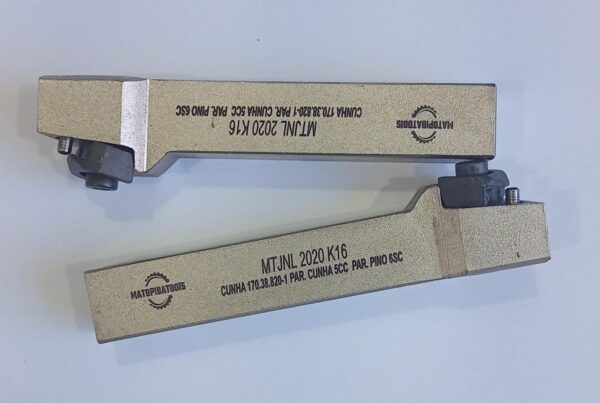 MTJNL 2020 K16
CUNHA 170.38.820-1 PAR. CUNHA 5CC PAR. PINO 6SC
MATOPIBATOOIS
MTJNL 2020 K16
CUNHA 170.38.820-1 PAR. CUNHA 5CC PAR. PINO 6SC
MATOPIBATOOIS